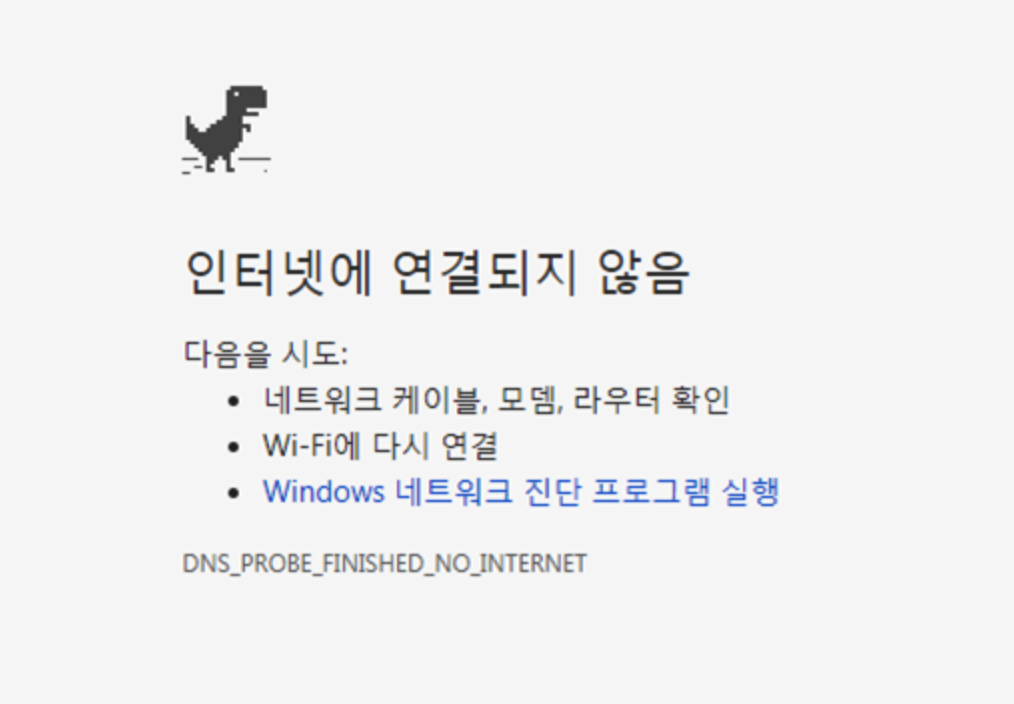 인터넷에 연결되지 않음
다음을 시도:
네트워크 케이블, 모뎀, 라우터 확인
Wi-Fi에 다시 연결
Windows 네트워크 진단 프로그램 실행
DNS_PROBE_FINISHED_NO_INTERNET